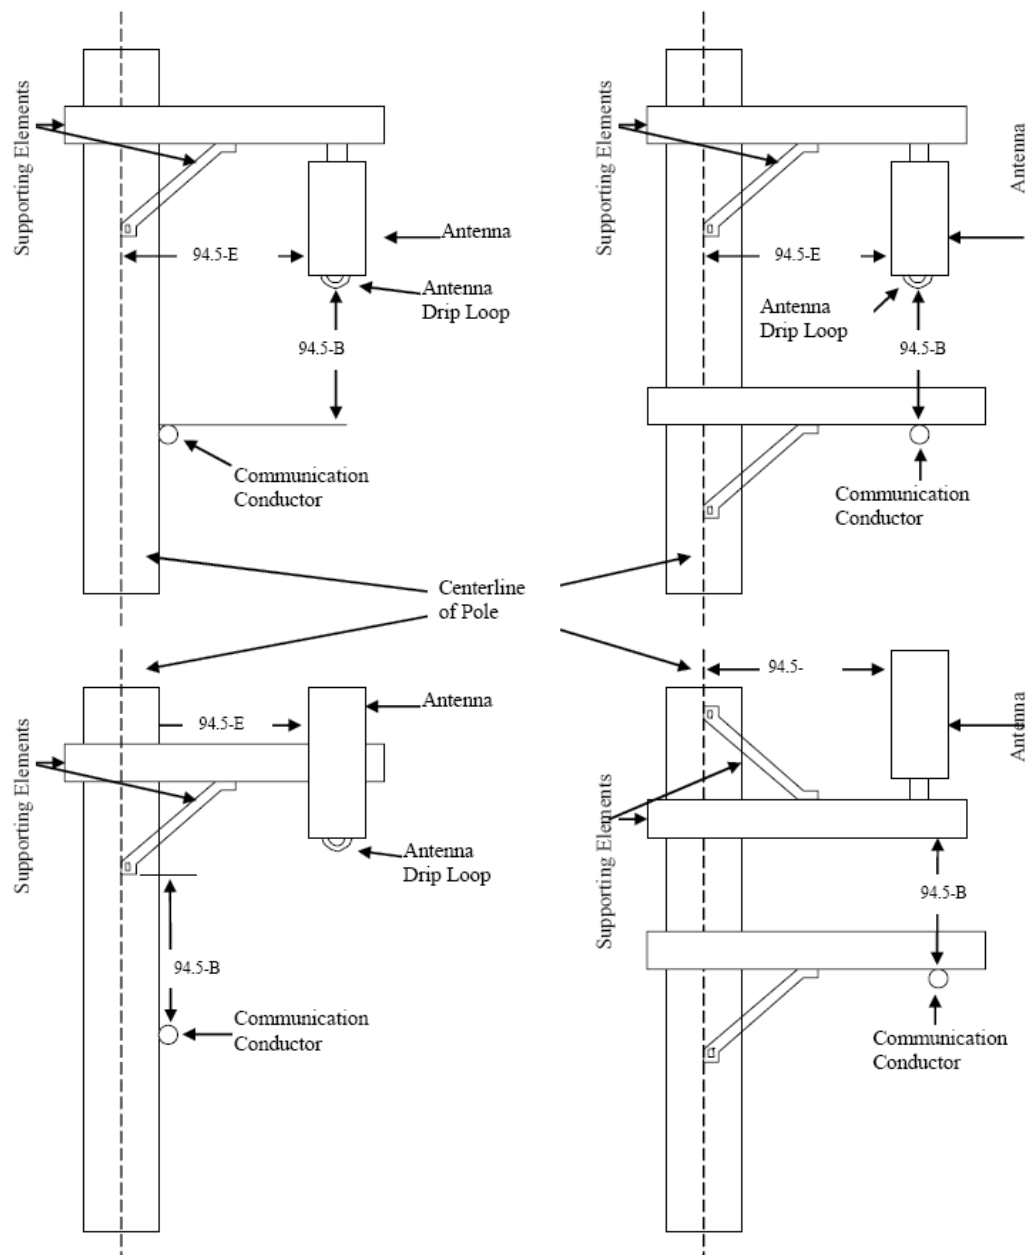 Supporting Elements
94.5-E
Antenna
Antenna
Drip Loop
94.5-B
Communication
Conductor
Supporting Elements
Antenna
94.5-E
Antenna
Drip Loop
94.5-B
Communication
Conductor
Centerline
of Pole
Supporting Elements
94.5-E
Antenna
Antenna
Drip Loop
94.5-B
Communication
Conductor
94.5-
Antenna
Supporting Elements
94.5-B
Communication
Conductor